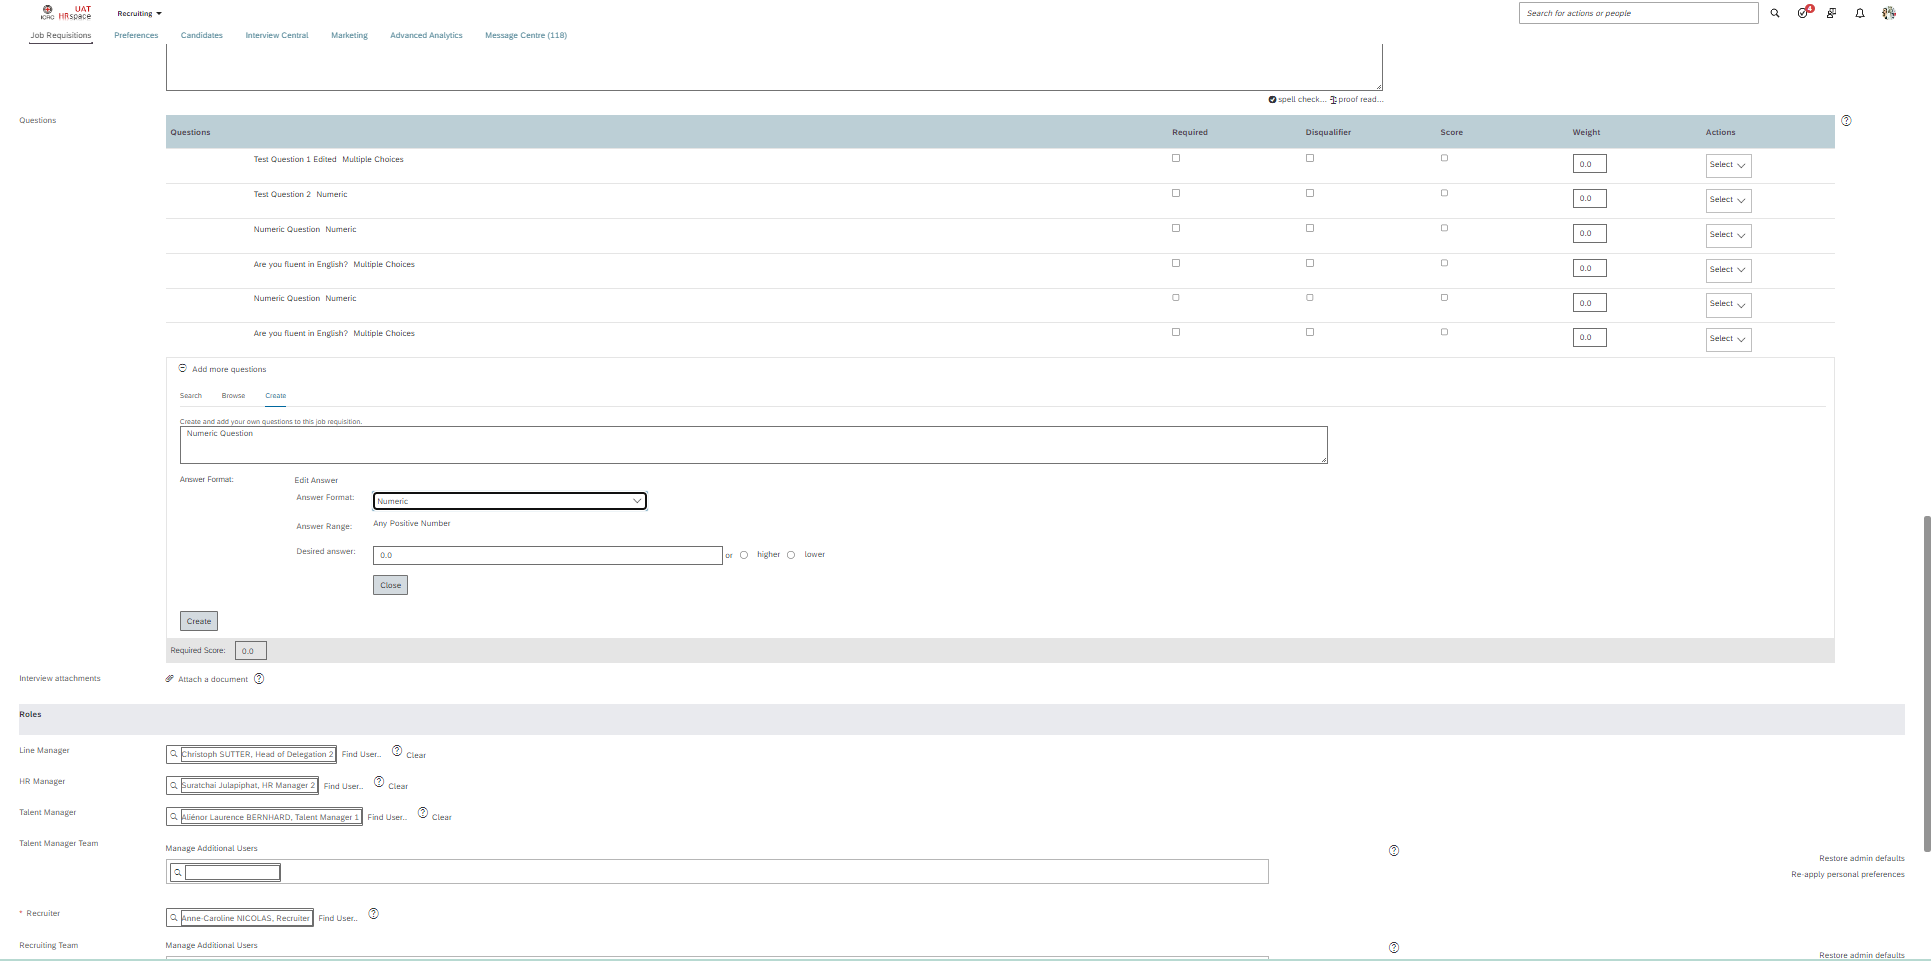 UAT
ICRC HRspace
Recruiting
Search for actions or people
4
Job Requisitions Preferences Candidates Interview Central Marketing Advanced Analytics Message Centre (118)
spell check... proof read...
Questions
Questions Required Disqualifier Score Weight Actions
Test Question 1 Edited Multiple Choices 0.0 Select
Test Question 2 Numeric 0.0 Select
Numeric Question Numeric 0.0 Select
Are you fluent in English? Multiple Choices 0.0 Select
Numeric Question Numeric 0.0 Select
Are you fluent in English? Multiple Choices 0.0 Select
Add more questions
Search Browse Create
Create and add your own questions to this job requisition.
Numeric Question
Answer Format: Edit Answer
Answer Format: Numeric
Answer Range: Any Positive Number
Desired answer: 0.0 or higher lower
Close
Create
Required Score: 0.0
Interview attachments Attach a document
Roles
Line Manager Christoph SUTTER, Head of Delegation 2 Find User.. Clear
HR Manager Suratchai Julapiphat, HR Manager 2 Find User.. Clear
Talent Manager Aliénor Laurence BERNHARD, Talent Manager 1 Find User.. Clear
Talent Manager Team Manage Additional Users
Restore admin defaults
Re-apply personal preferences
* Recruiter Anne-Caroline NICOLAS, Recruiter Find User..
Recruiting Team Manage Additional Users
Restore admin defaults